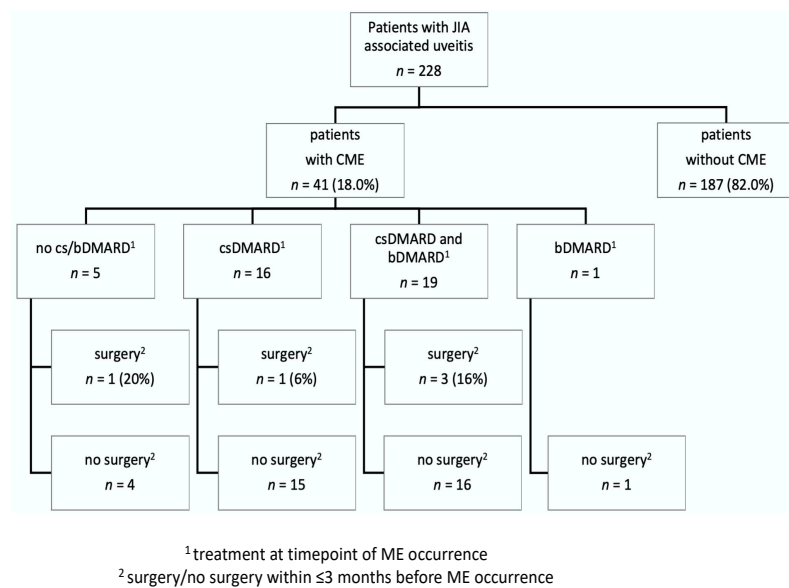 Patients with JIA
associated uveitis
n = 228
patients
with CME
n = 41 (18.0%)
patients
without CME
n = 187 (82.0%)
no cs/bDMARD¹
n = 5
csDMARD¹
n = 16
csDMARD and
bDMARD¹
n = 19
bDMARD¹
n = 1
surgery²
n = 1 (20%)
surgery²
n = 1 (6%)
surgery²
n = 3 (16%)
no surgery²
n = 4
no surgery²
n = 15
no surgery²
n = 16
no surgery²
n = 1
¹ treatment at timepoint of ME occurrence
² surgery/no surgery within ≤3 months before ME occurrence